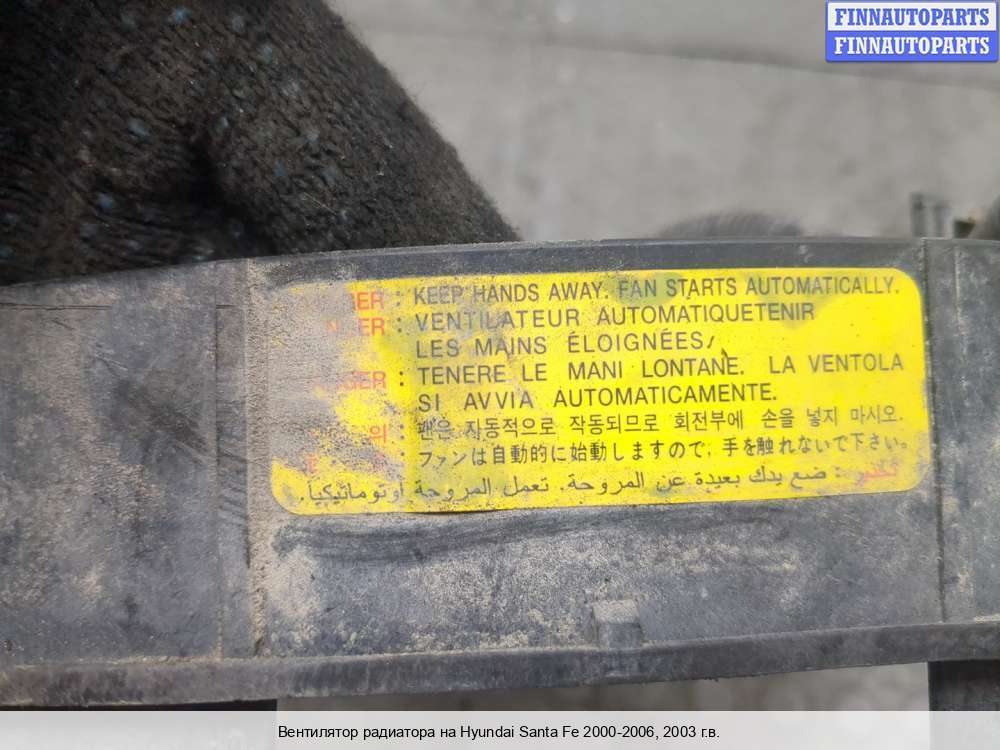 FINNAUTOPARTS
FINNAUTOPARTS
: KEEP HANDS AWAY. FAN STARTS AUTOMATICALLY.
: VENTILATEUR AUTOMATIQUETENIR
LES MAINS ÉLOIGNÉES
: TENERE LE MANI LONTANE. LA VENTOLA
SI AVVIA AUTOMATICAMENTE.
: 팬은 자동적으로 작동되므로 회전부에 손을 넣지 마시오.
: ファンは自動的に始動しますので, 手を触れないで下さい。
: ضع يدك بعيدة عن المروحة. تعمل المروحة أوتوماتيكيا.
Вентилятор радиатора на Hyundai Santa Fe 2000-2006, 2003 г.в.